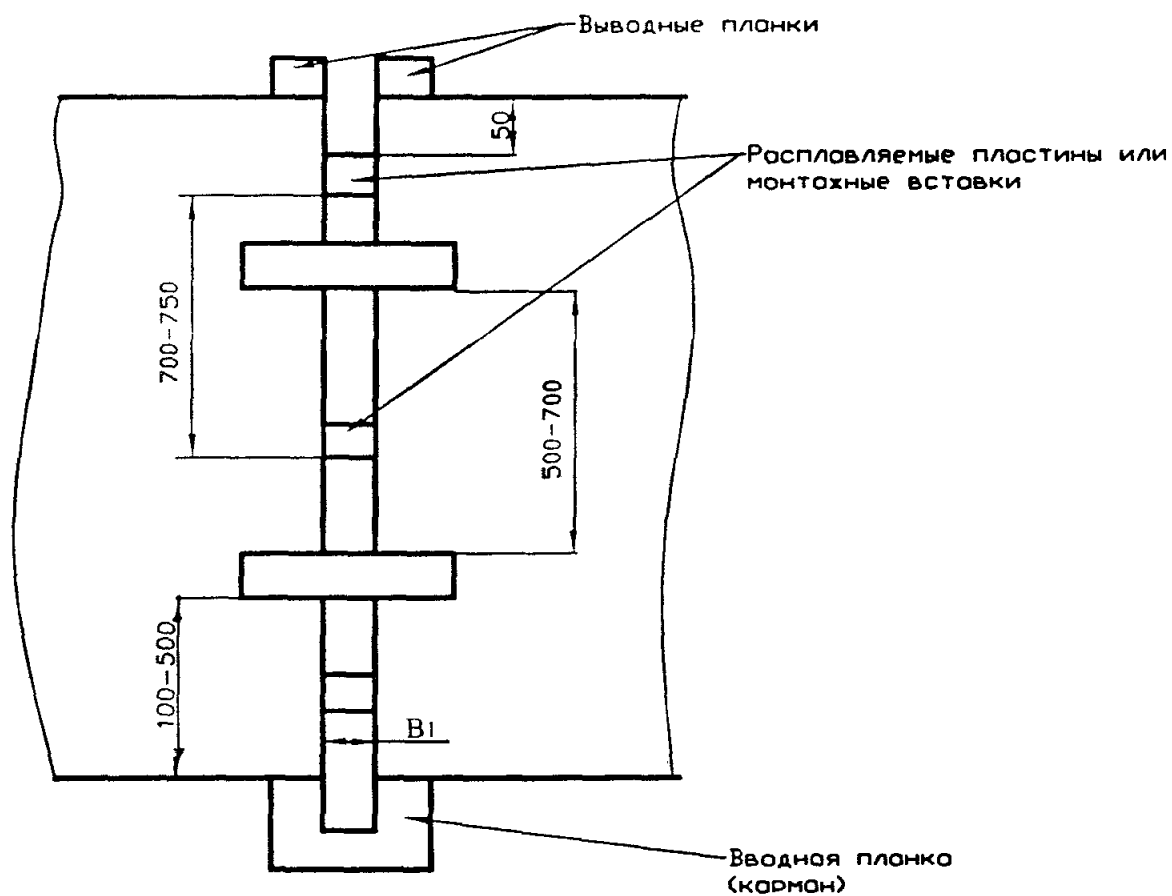 Выводные планки
50
Расплавляемые пластины или
монтажные вставки
700-750
500-700
100-500
B1
Вводная планка
(карман)